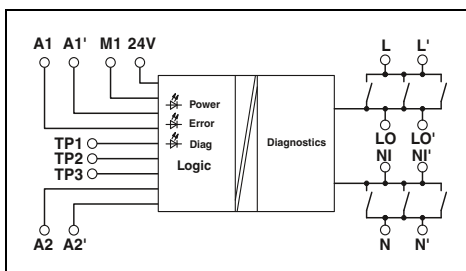 A1 A1' M1 24V L L'
Power
Error
TP1 Diag LO LO'
TP2 Logic Diagnostics NI NI'
TP3
A2 A2' N N'